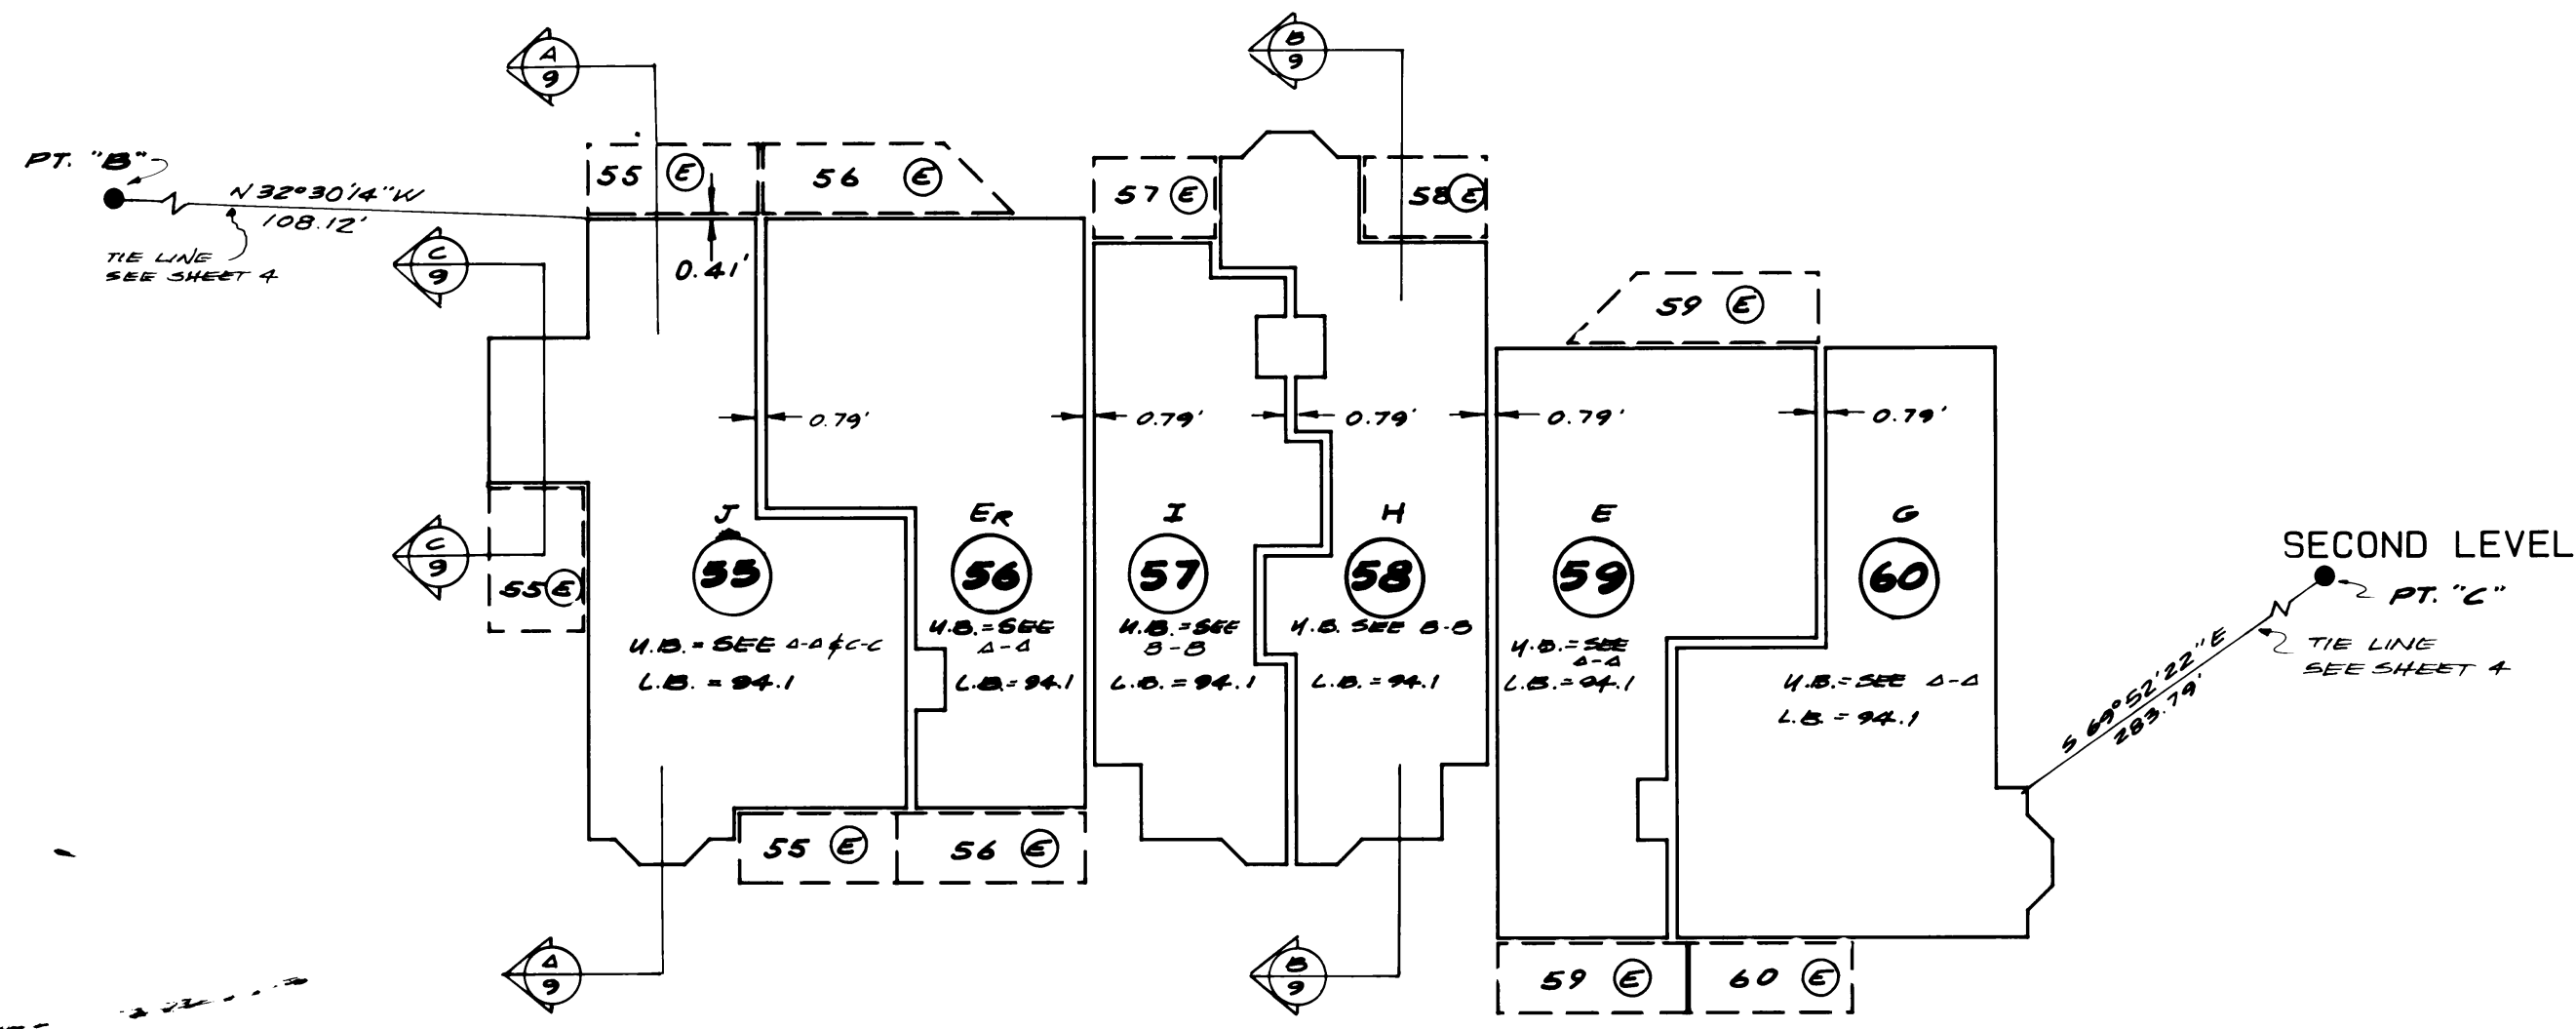 A
9
B
9
PT. "B"
N 32°30'14"W
108.12'
TIE LINE
SEE SHEET 4
C
9
55 E
56 E
57 E
58 E
0.41'
59 E
0.79'
0.79'
0.79'
0.79'
0.79'
C
9
55 E
J
55
U.B. = SEE A-A & C-C
L.B. = 94.1
ER
56
U.B. = SEE
A-A
L.B. = 94.1
I
57
U.B. = SEE
B-B
L.B. = 94.1
H
58
U.B. SEE B-B
L.B. = 94.1
E
59
U.B. = SEE
A-A
L.B. = 94.1
G
60
U.B. = SEE A-A
L.B. = 94.1
SECOND LEVEL
PT. "C"
TIE LINE
SEE SHEET 4
S 69°52'22"E
283.79'
55 E
56 E
59 E
60 E
A
9
B
9